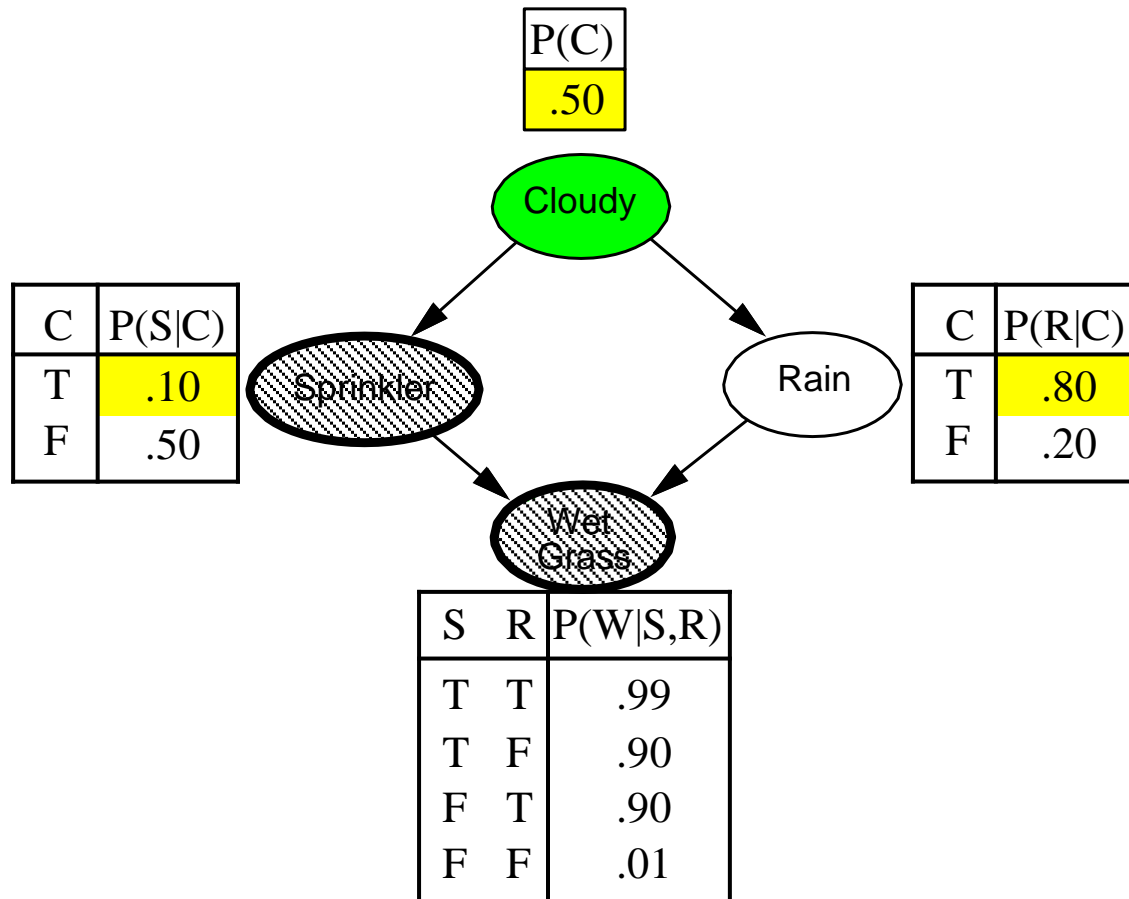 P(C)
.50
Cloudy
C P(S|C)
T .10
F .50
Sprinkler
Rain
C P(R|C)
T .80
F .20
Wet
Grass
S R P(W|S,R)
T T .99
T F .90
F T .90
F F .01